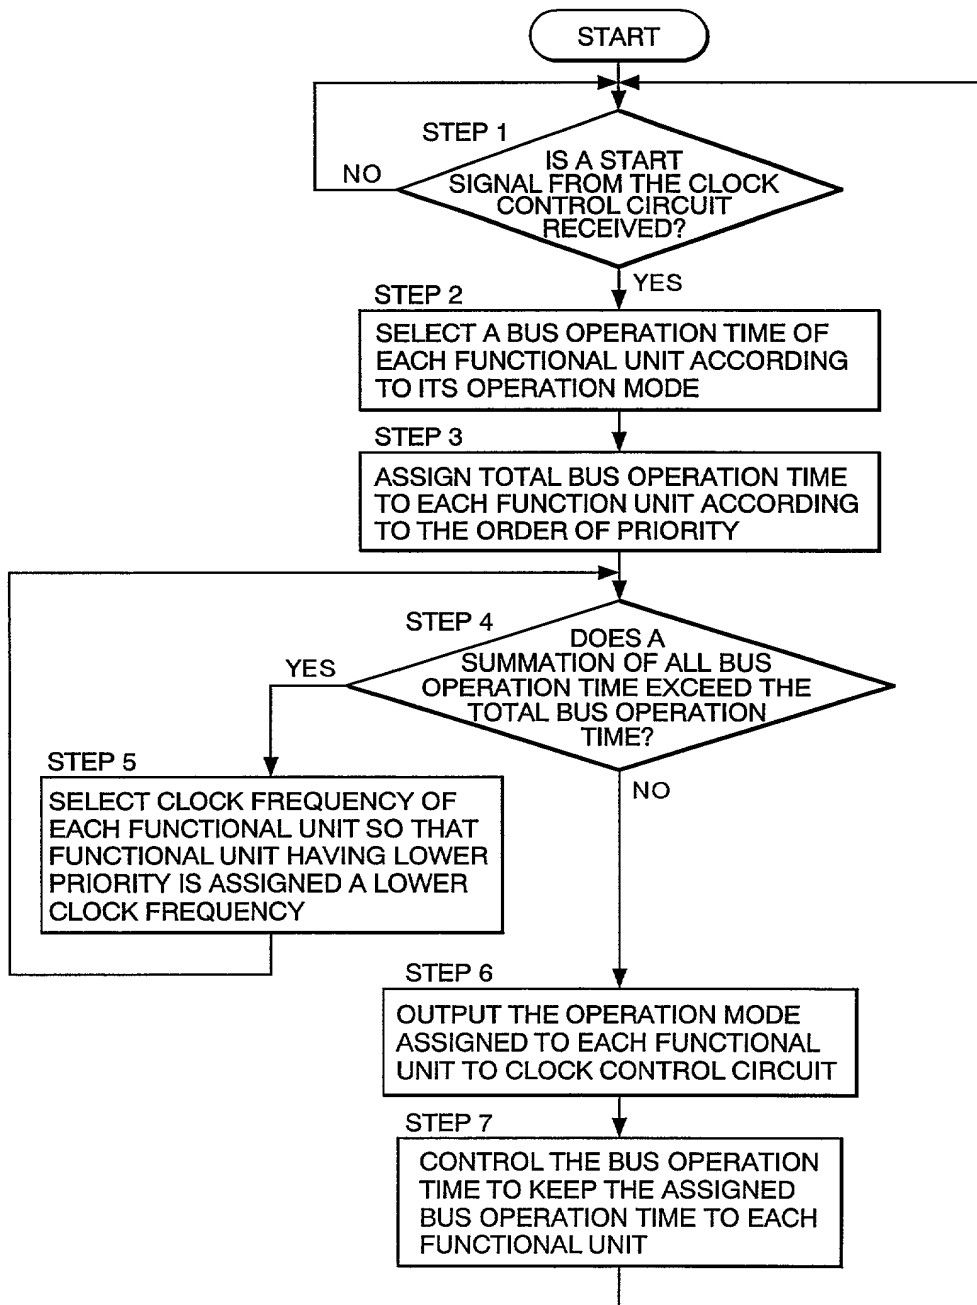 START
STEP 1
IS A START
SIGNAL FROM THE CLOCK
CONTROL CIRCUIT
RECEIVED?
NO
YES
STEP 2
SELECT A BUS OPERATION TIME OF
EACH FUNCTIONAL UNIT ACCORDING
TO ITS OPERATION MODE
STEP 3
ASSIGN TOTAL BUS OPERATION TIME
TO EACH FUNCTION UNIT ACCORDING
TO THE ORDER OF PRIORITY
STEP 4
DOES A
SUMMATION OF ALL BUS
OPERATION TIME EXCEED THE
TOTAL BUS OPERATION
TIME?
YES
NO
STEP 5
SELECT CLOCK FREQUENCY OF
EACH FUNCTIONAL UNIT SO THAT
FUNCTIONAL UNIT HAVING LOWER
PRIORITY IS ASSIGNED A LOWER
CLOCK FREQUENCY
STEP 6
OUTPUT THE OPERATION MODE
ASSIGNED TO EACH FUNCTIONAL
UNIT TO CLOCK CONTROL CIRCUIT
STEP 7
CONTROL THE BUS OPERATION
TIME TO KEEP THE ASSIGNED
BUS OPERATION TIME TO EACH
FUNCTIONAL UNIT